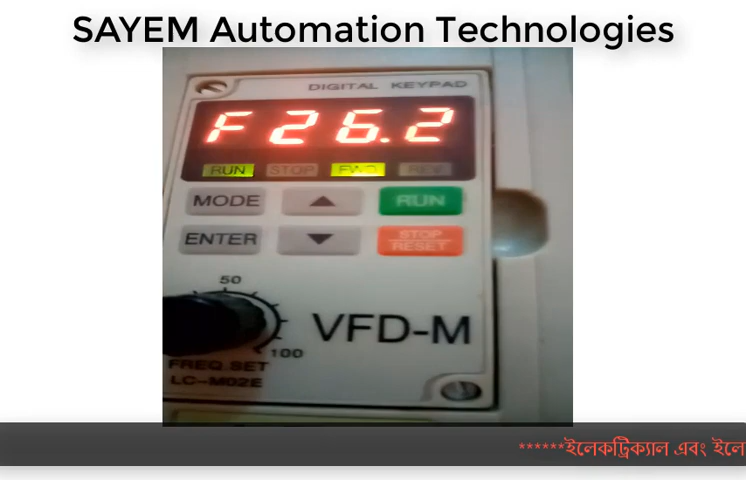 SAYEM Automation Technologies
DIGITAL KEYPAD
F 26.2
RUN STOP FWD REV
MODE ▲ RUN
ENTER ▼ STOP
RESET
50
VFD-M
100
FREQ.SET
LC-M02E
******ইলেকট্রিক্যাল এবং ইলে